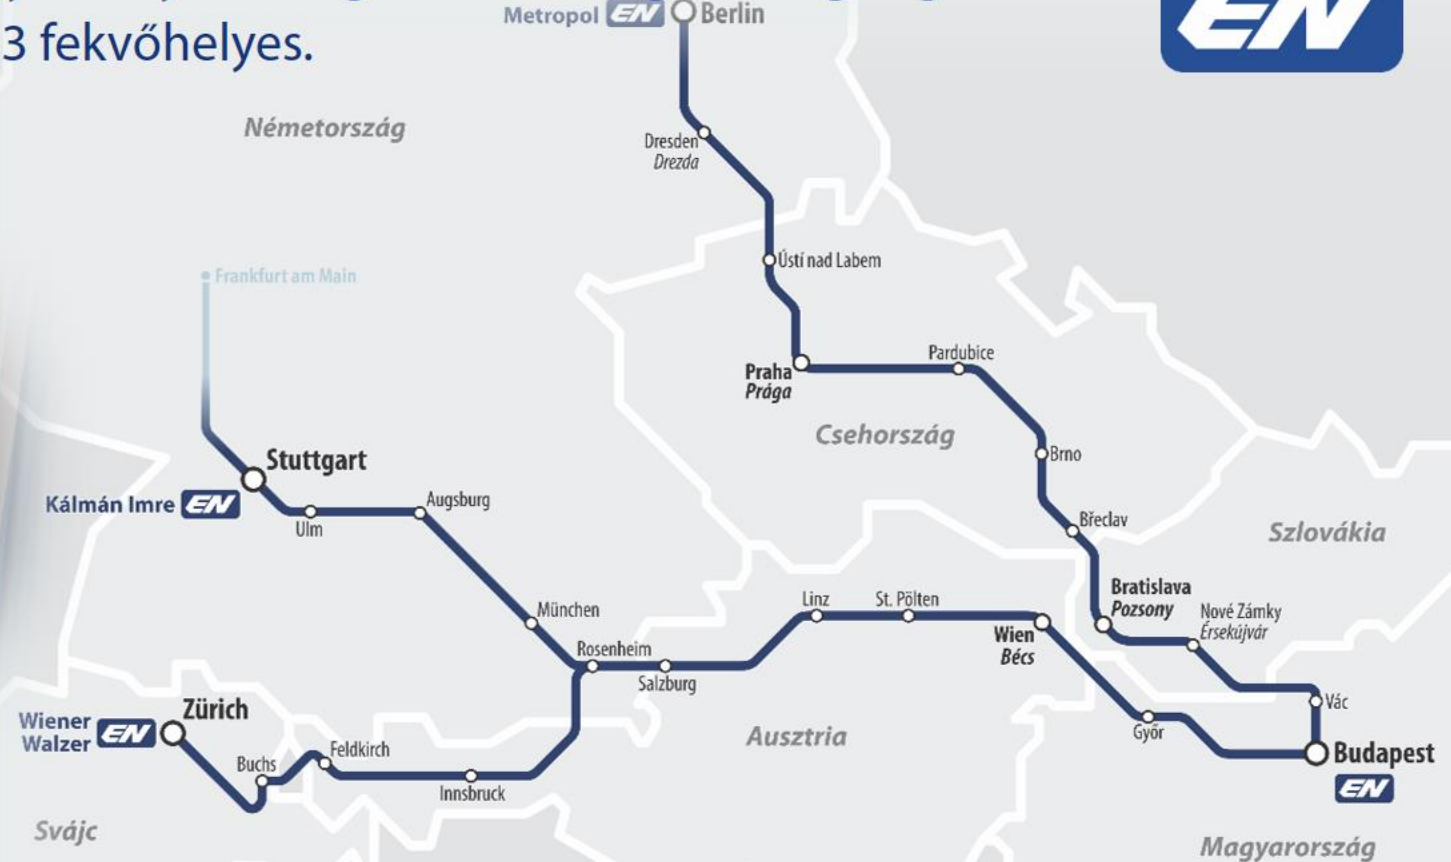 3 fekvőhelyes.
Metropol EN Berlin
EN
Németország
Dresden
Drezda
Ústí nad Labem
Frankfurt am Main
Praha
Prága
Pardubice
Csehország
Brno
Stuttgart
Kálmán Imre EN
Ulm
Augsburg
Břeclav
Szlovákia
Bratislava
Pozsony
Nové Zámky
Érsekújvár
München
Linz
St. Pölten
Wien
Bécs
Rosenheim
Salzburg
Vác
Zürich
Wiener
Walzer
EN
Győr
Ausztria
Budapest
EN
Buchs
Feldkirch
Innsbruck
Svájc
Magyarország